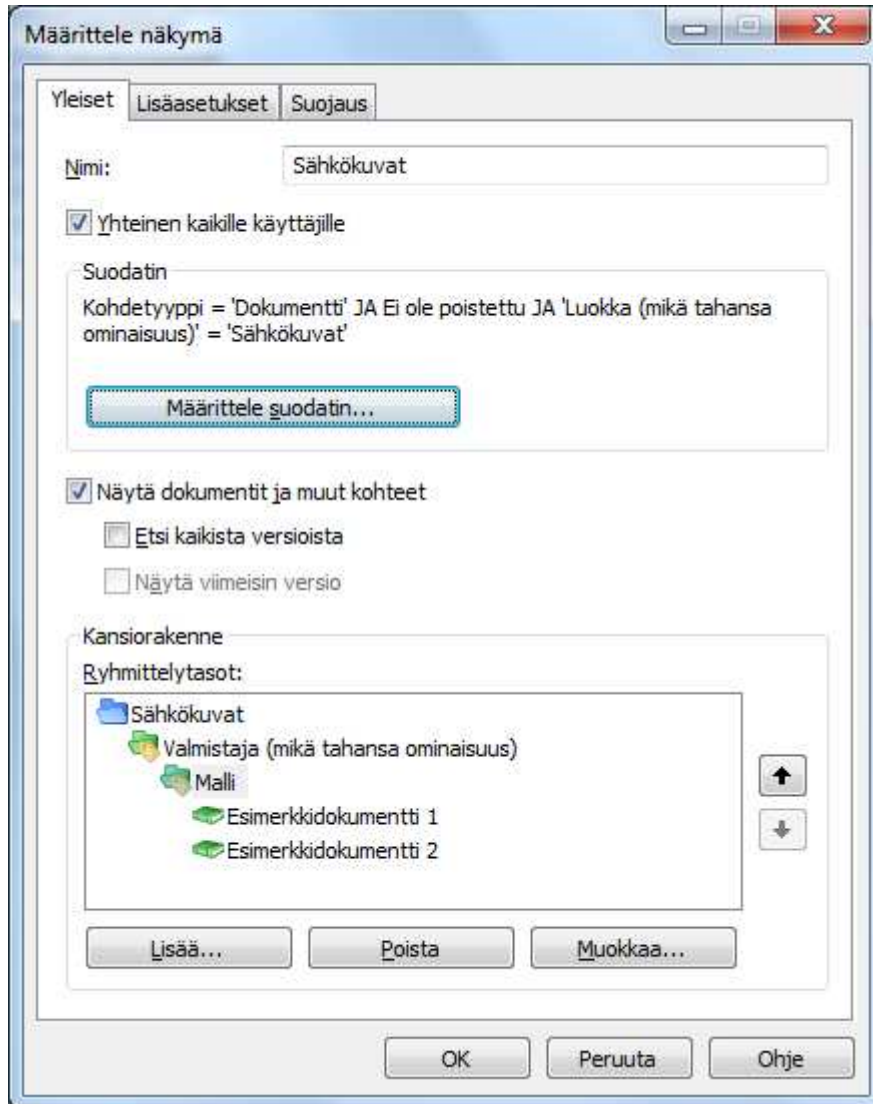 Määrittele näkymä
Yleiset
Lisäasetukset
Suojaus
Nimi:
Sähkökuvat
Yhteinen kaikille käyttäjille
Suodatin
Kohdetyyppi = 'Dokumentti' JA Ei ole poistettu JA 'Luokka (mikä tahansa
ominaisuus)' = 'Sähkökuvat'
Määrittele suodatin...
Näytä dokumentit ja muut kohteet
Etsi kaikista versioista
Näytä viimeisin versio
Kansiorakenne
Ryhmittelytasot:
Sähkökuvat
Valmistaja (mikä tahansa ominaisuus)
Malli
Esimerkkidokumentti 1
Esimerkkidokumentti 2
Lisää...
Poista
Muokkaa...
OK
Peruuta
Ohje